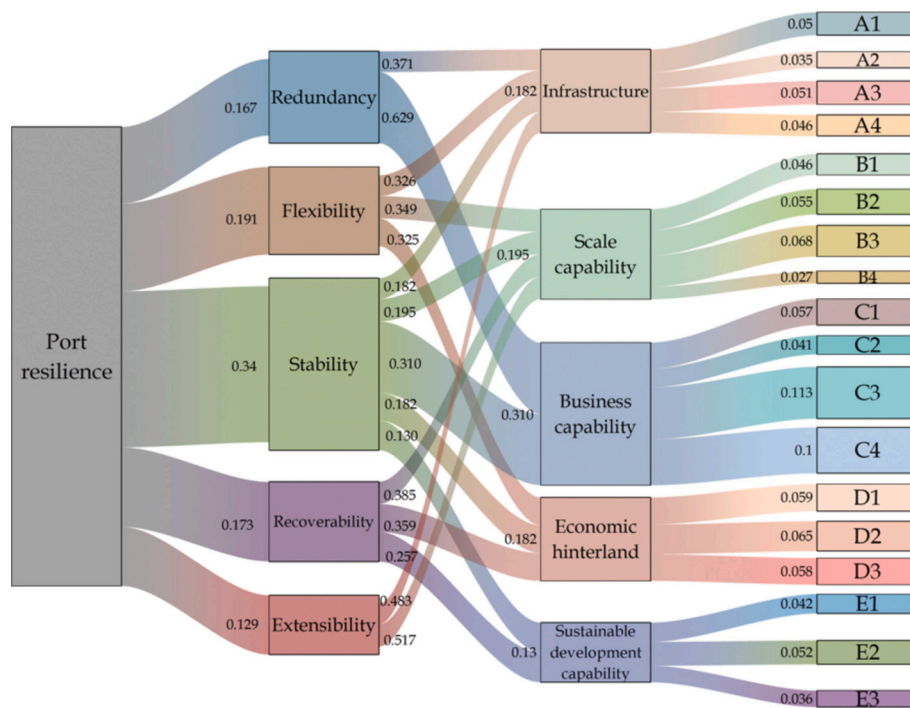 Port
resilience
0.167
0.191
0.34
0.173
0.129
Redundancy
Flexibility
Stability
Recoverability
Extensibility
0.371
0.629
0.326
0.349
0.325
0.182
0.195
0.310
0.182
0.130
0.385
0.359
0.257
0.483
0.517
0.182
0.195
0.310
0.182
0.13
Infrastructure
Scale
capability
Business
capability
Economic
hinterland
Sustainable
development
capability
0.05 A1
0.035 A2
0.051 A3
0.046 A4
0.046 B1
0.055 B2
0.068 B3
0.027 B4
0.057 C1
0.041 C2
0.113 C3
0.1 C4
0.059 D1
0.065 D2
0.058 D3
0.042 E1
0.052 E2
0.036 E3